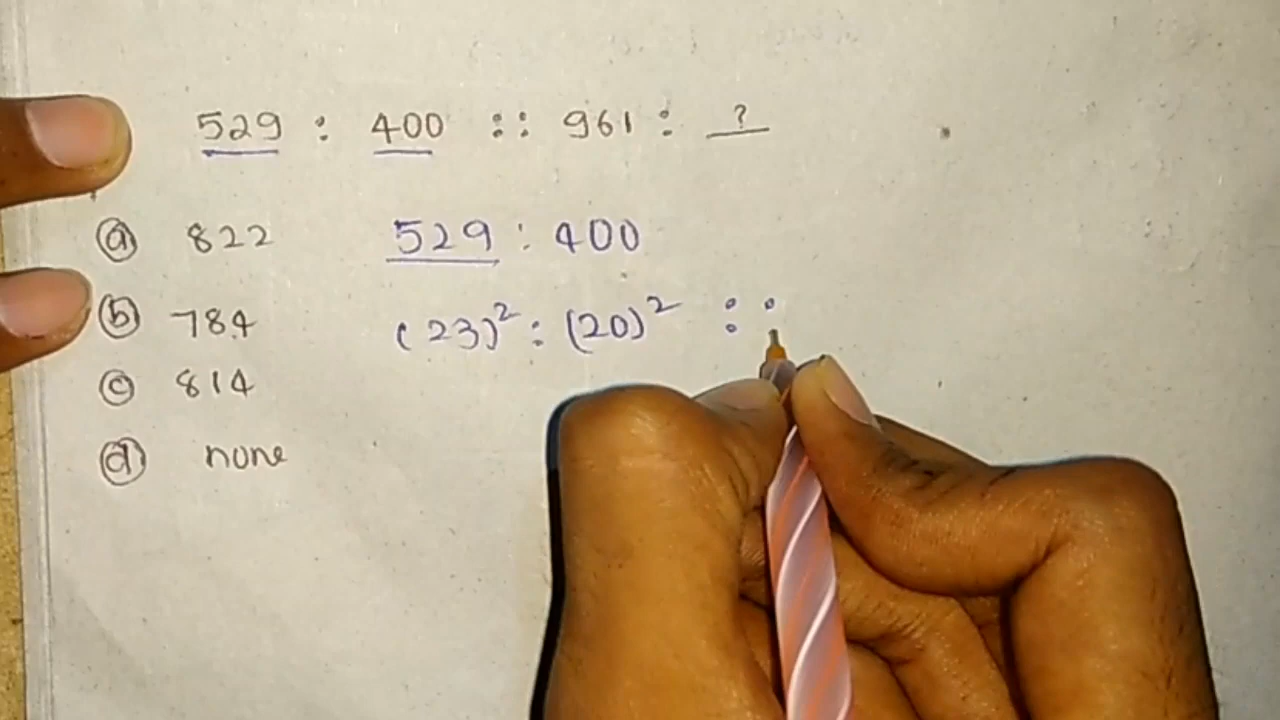 529 : 400 :: 961 : ?
ⓐ 822
529 : 400
ⓑ 784
(23)² : (20)² ::
ⓒ 814
ⓓ none